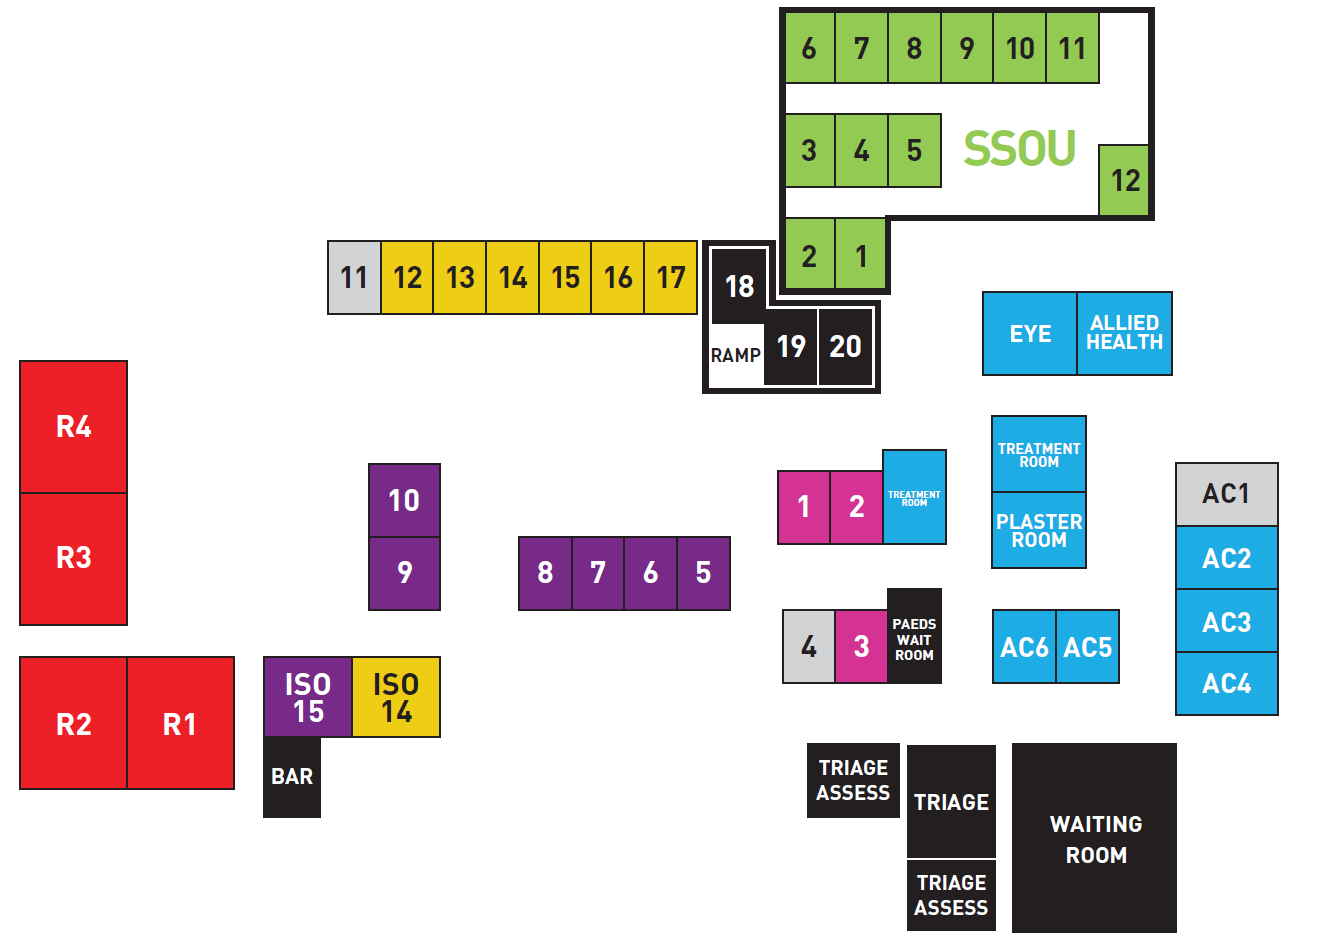 6 7 8 9 10 11
3 4 5 SSOU
12
2 1
11 12 13 14 15 16 17
18
RAMP 19 20
EYE
ALLIED
HEALTH
R4
R3
10
9
8 7 6 5
1 2
TREATMENT
ROOM
TREATMENT
ROOM
PLASTER
ROOM
AC1
AC2
AC3
AC4
4 3
PAEDS
WAIT
ROOM
AC6 AC5
R2 R1
ISO
15
ISO
14
BAR
TRIAGE
ASSESS
TRIAGE
TRIAGE
ASSESS
WAITING
ROOM